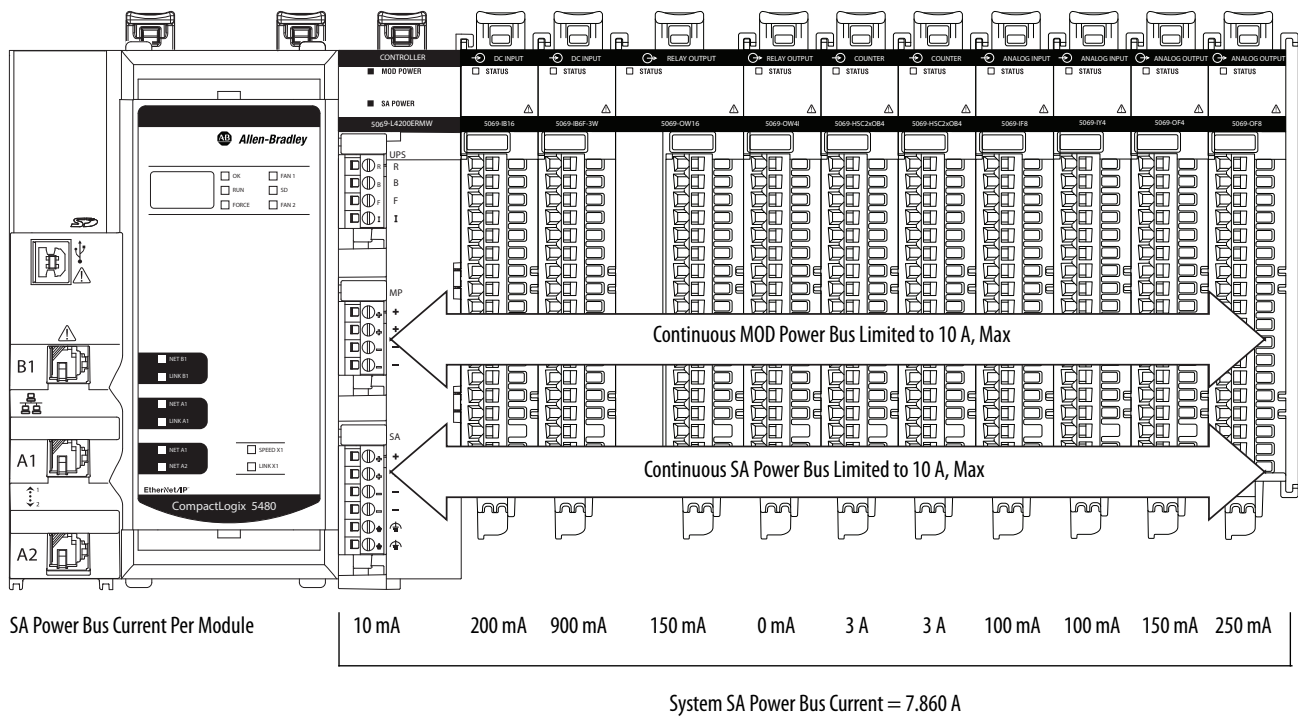 CONTROLLER
MOD POWER
SA POWER
5069-L4200ERMW
DC INPUT
STATUS
5069-IB16
DC INPUT
STATUS
5069-IB6F-3W
RELAY OUTPUT
STATUS
5069-OW16
RELAY OUTPUT
STATUS
5069-OW4I
COUNTER
STATUS
5069-HSC2xOB4
COUNTER
STATUS
5069-HSC2xOB4
ANALOG INPUT
STATUS
5069-IF8
ANALOG INPUT
STATUS
5069-IY4
ANALOG OUTPUT
STATUS
5069-OF4
ANALOG OUTPUT
STATUS
5069-OF8
AB Allen-Bradley
OK
FAN 1
RUN
SD
FORCE
FAN 2
SD
UPS
R R
B B
F F
I I
MP
+
+
–
–
B1
NET B1
LINK B1
NET A1
LINK A1
A1
NET A1
NET A2
SPEED X1
LINK X1
1
2
EtherNet/IP
CompactLogix 5480
A2
SA
+
+
–
–
Continuous MOD Power Bus Limited to 10 A, Max
Continuous SA Power Bus Limited to 10 A, Max
SA Power Bus Current Per Module
10 mA 200 mA 900 mA 150 mA 0 mA 3 A 3 A 100 mA 100 mA 150 mA 250 mA
System SA Power Bus Current = 7.860 A